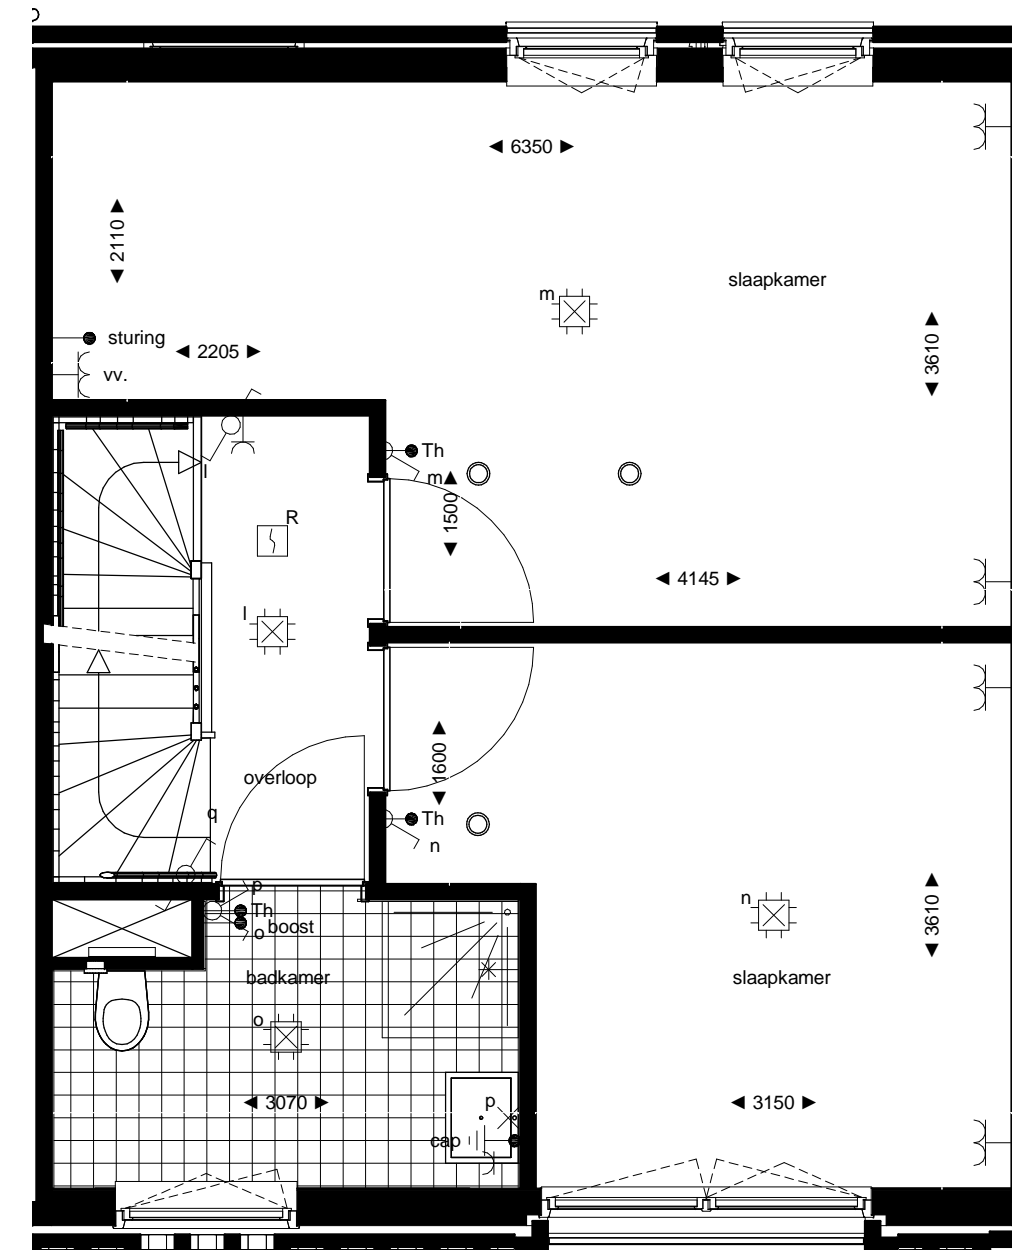 6350
2110
slaapkamer
m
3610
sturing
2205
vv.
Th
m
l
1500
R
4145
l
1600
overloop
q
Th
n
p
Th
boost
o
n
3610
badkamer
slaapkamer
o
3070
p
3150
cap